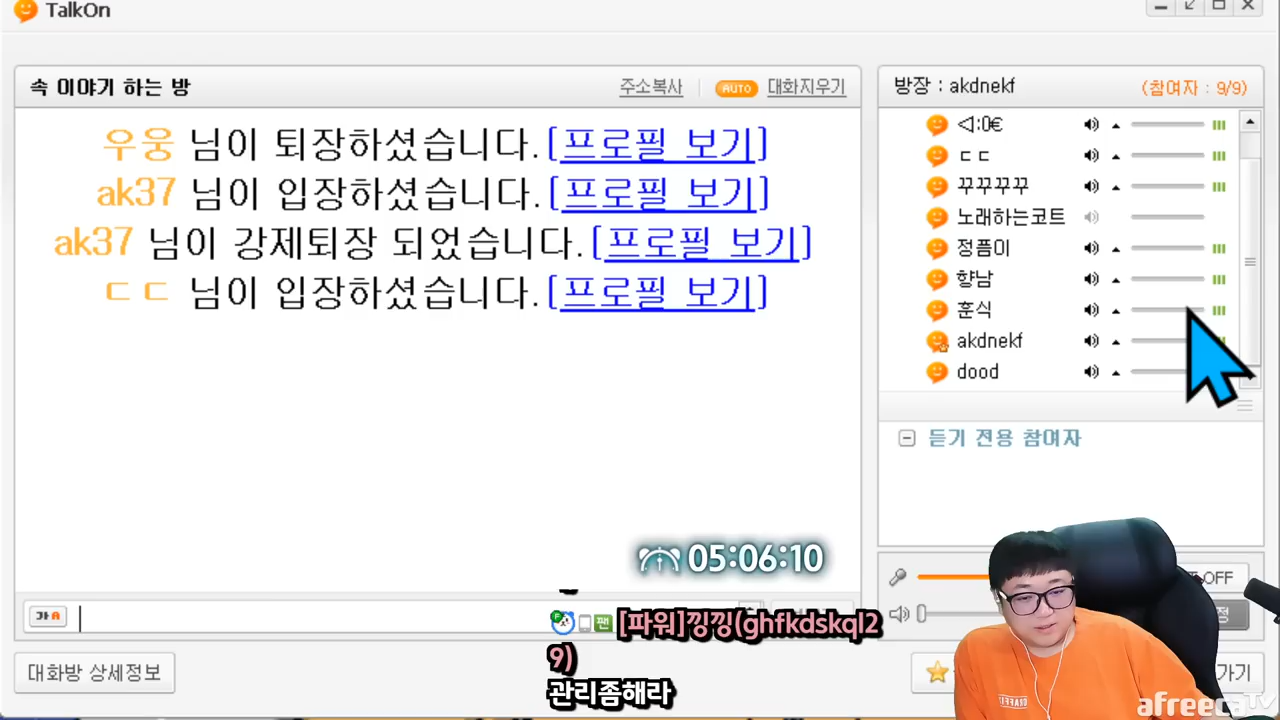 TalkOn
속 이야기 하는 방
주소복사
AUTO 대화지우기
우웅 님이 퇴장하셨습니다.[프로필 보기]
ak37 님이 입장하셨습니다.[프로필 보기]
ak37 님이 강제퇴장 되었습니다.[프로필 보기]
ㄷㄷ 님이 입장하셨습니다.[프로필 보기]
방장 : akdnekf
(참여자 : 9/9)
ᐊ:0€
ㄷㄷ
꾸꾸꾸꾸
노래하는코트
정품이
향남
훈식
akdnekf
dood
듣기 전용 참여자
05:06:10
OFF
가A
F 팬 [파워]낑낑(ghfkdskql2
9)
관리좀해라
대화방 상세정보
가기
afreecaTV